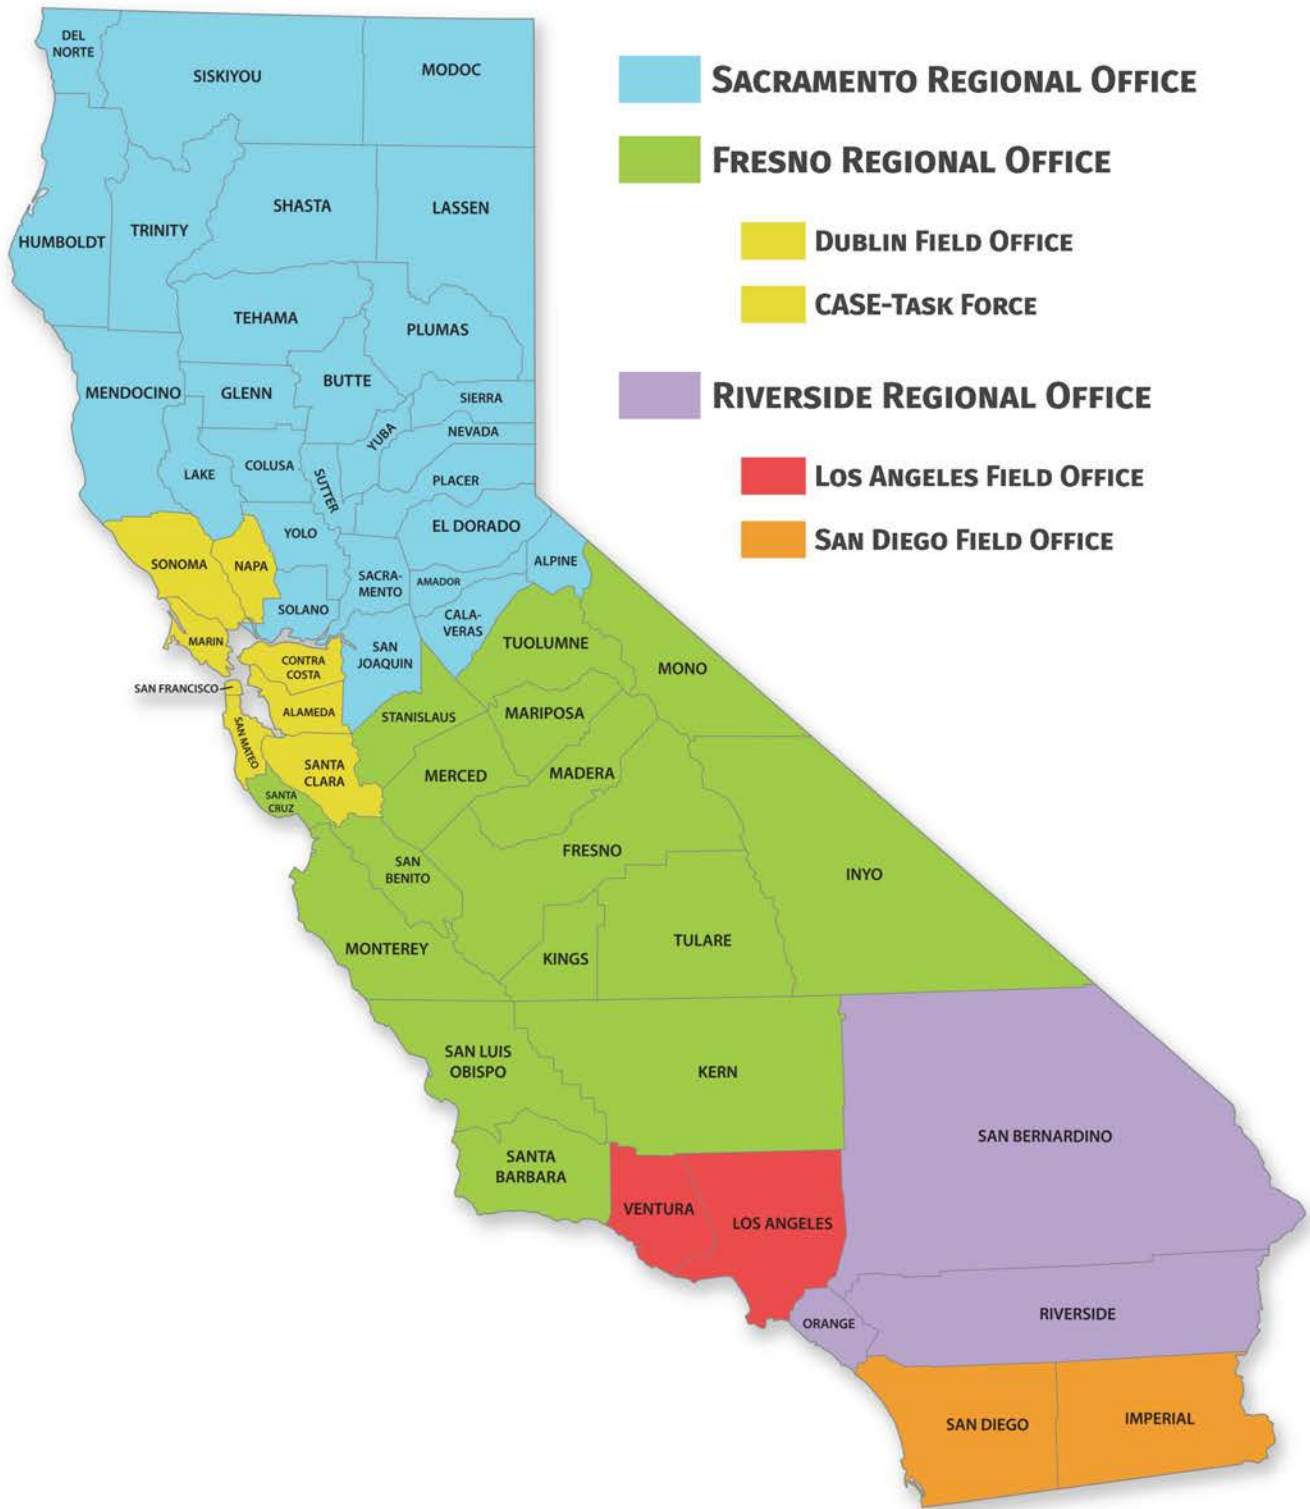 DEL
NORTE
SISKIYOU
MODOC
SACRAMENTO REGIONAL OFFICE
FRESNO REGIONAL OFFICE
DUBLIN FIELD OFFICE
CASE-TASK FORCE
RIVERSIDE REGIONAL OFFICE
LOS ANGELES FIELD OFFICE
SAN DIEGO FIELD OFFICE
HUMBOLDT
TRINITY
SHASTA
LASSEN
TEHAMA
PLUMAS
MENDOCINO
GLENN
BUTTE
SIERRA
YUBA
NEVADA
LAKE
COLUSA
SUTTER
PLACER
YOLO
EL DORADO
SONOMA
NAPA
SACRA-
MENTO
AMADOR
ALPINE
SOLANO
CALA-
VERAS
MARIN
SAN
JOAQUIN
TUOLUMNE
MONO
CONTRA
COSTA
SAN FRANCISCO
ALAMEDA
STANISLAUS
MARIPOSA
SAN MATEO
SANTA
CLARA
MERCED
MADERA
SANTA
CRUZ
FRESNO
SAN
BENITO
INYO
MONTEREY
KINGS
TULARE
SAN LUIS
OBISPO
KERN
SAN BERNARDINO
SANTA
BARBARA
VENTURA
LOS ANGELES
ORANGE
RIVERSIDE
SAN DIEGO
IMPERIAL